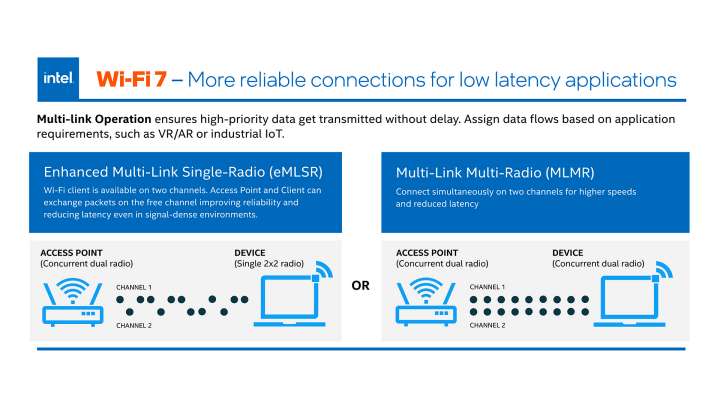 intel.
Wi-Fi 7 – More reliable connections for low latency applications
Multi-link Operation ensures high-priority data get transmitted without delay. Assign data flows based on application
requirements, such as VR/AR or industrial IoT.
Enhanced Multi-Link Single-Radio (eMLSR)
Wi-Fi client is available on two channels. Access Point and Client can
exchange packets on the free channel improving reliability and
reducing latency even in signal-dense environments.
ACCESS POINT
(Concurrent dual radio)
DEVICE
(Single 2x2 radio)
CHANNEL 1
CHANNEL 2
OR
Multi-Link Multi-Radio (MLMR)
Connect simultaneously on two channels for higher speeds
and reduced latency
ACCESS POINT
(Concurrent dual radio)
DEVICE
(Concurrent dual radio)
CHANNEL 1
CHANNEL 2